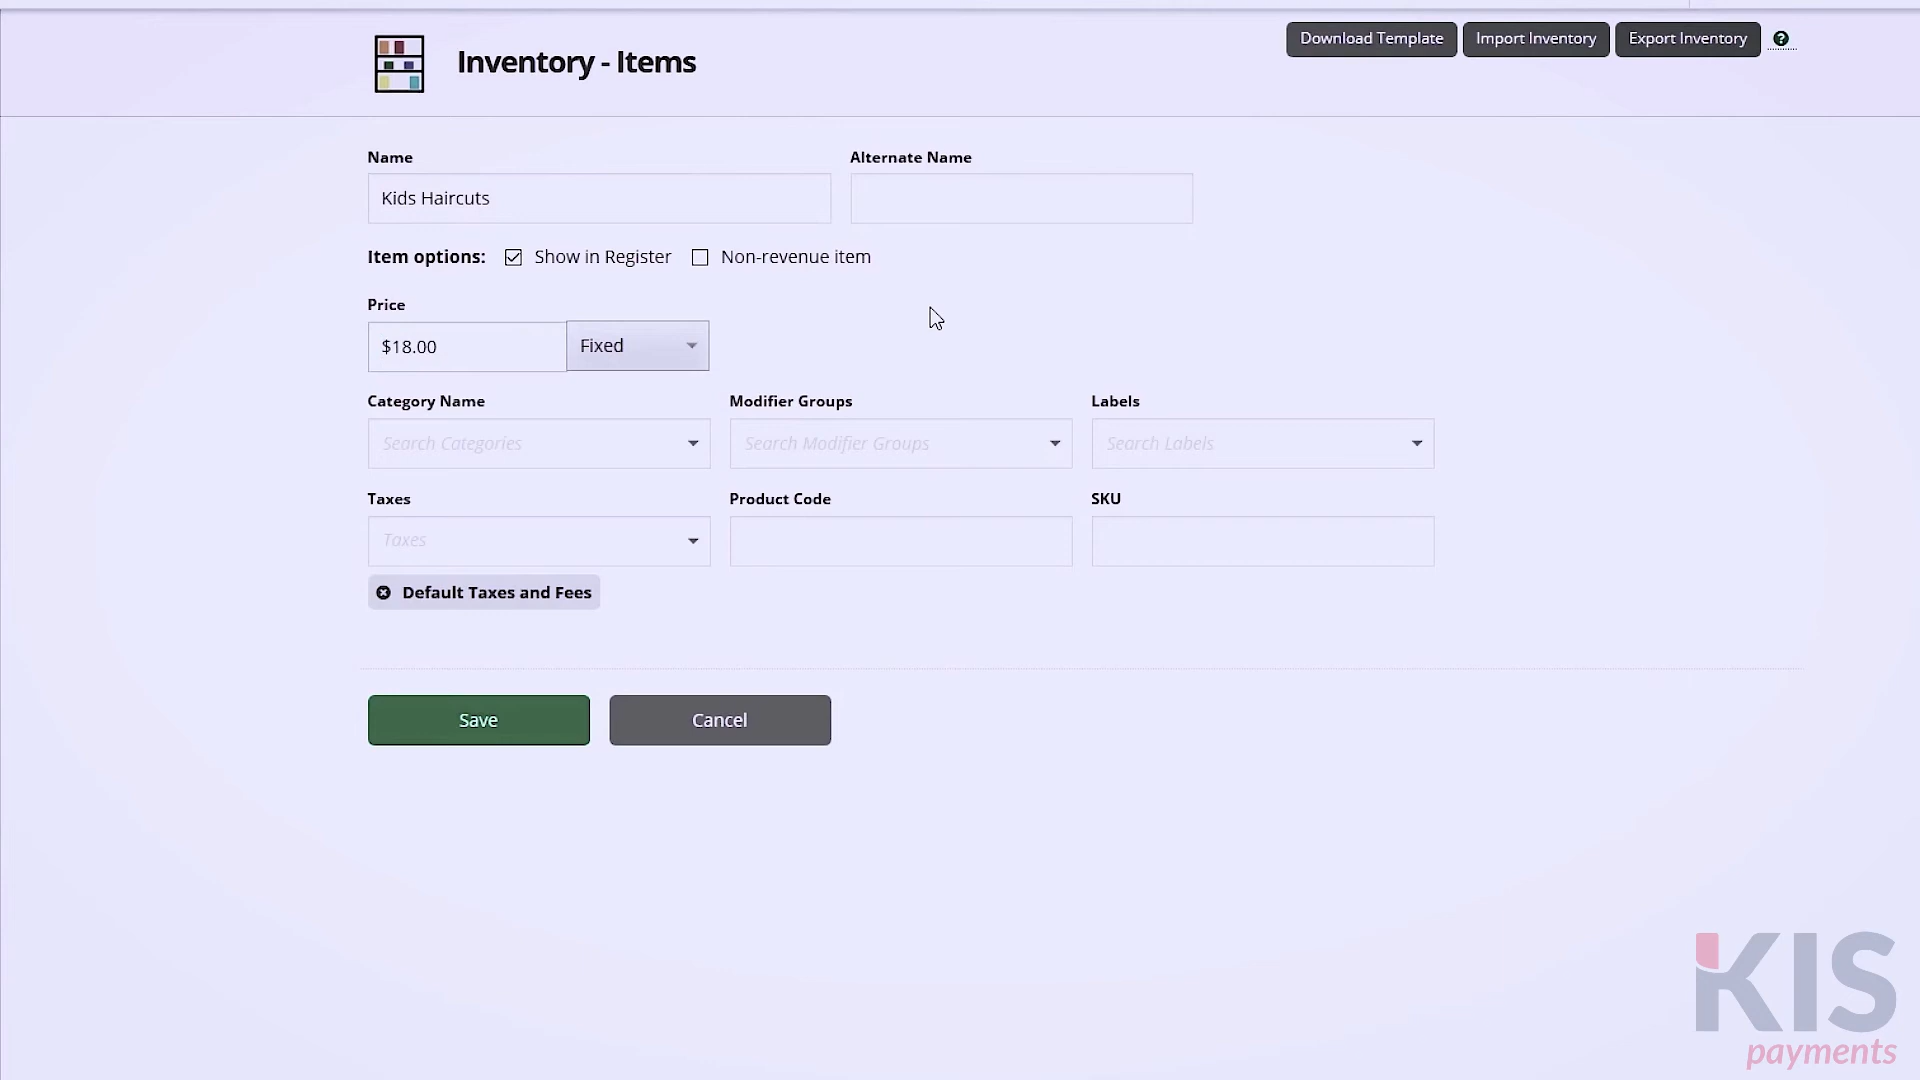 Inventory - Items
Download Template
Import Inventory
Export Inventory
?
Name
Alternate Name
Kids Haircuts
Item options: Show in Register Non-revenue item
Price
$18.00
Fixed
Category Name
Modifier Groups
Labels
Search Categories
Search Modifier Groups
Search Labels
Taxes
Product Code
SKU
Taxes
Default Taxes and Fees
Save
Cancel
KIS
payments